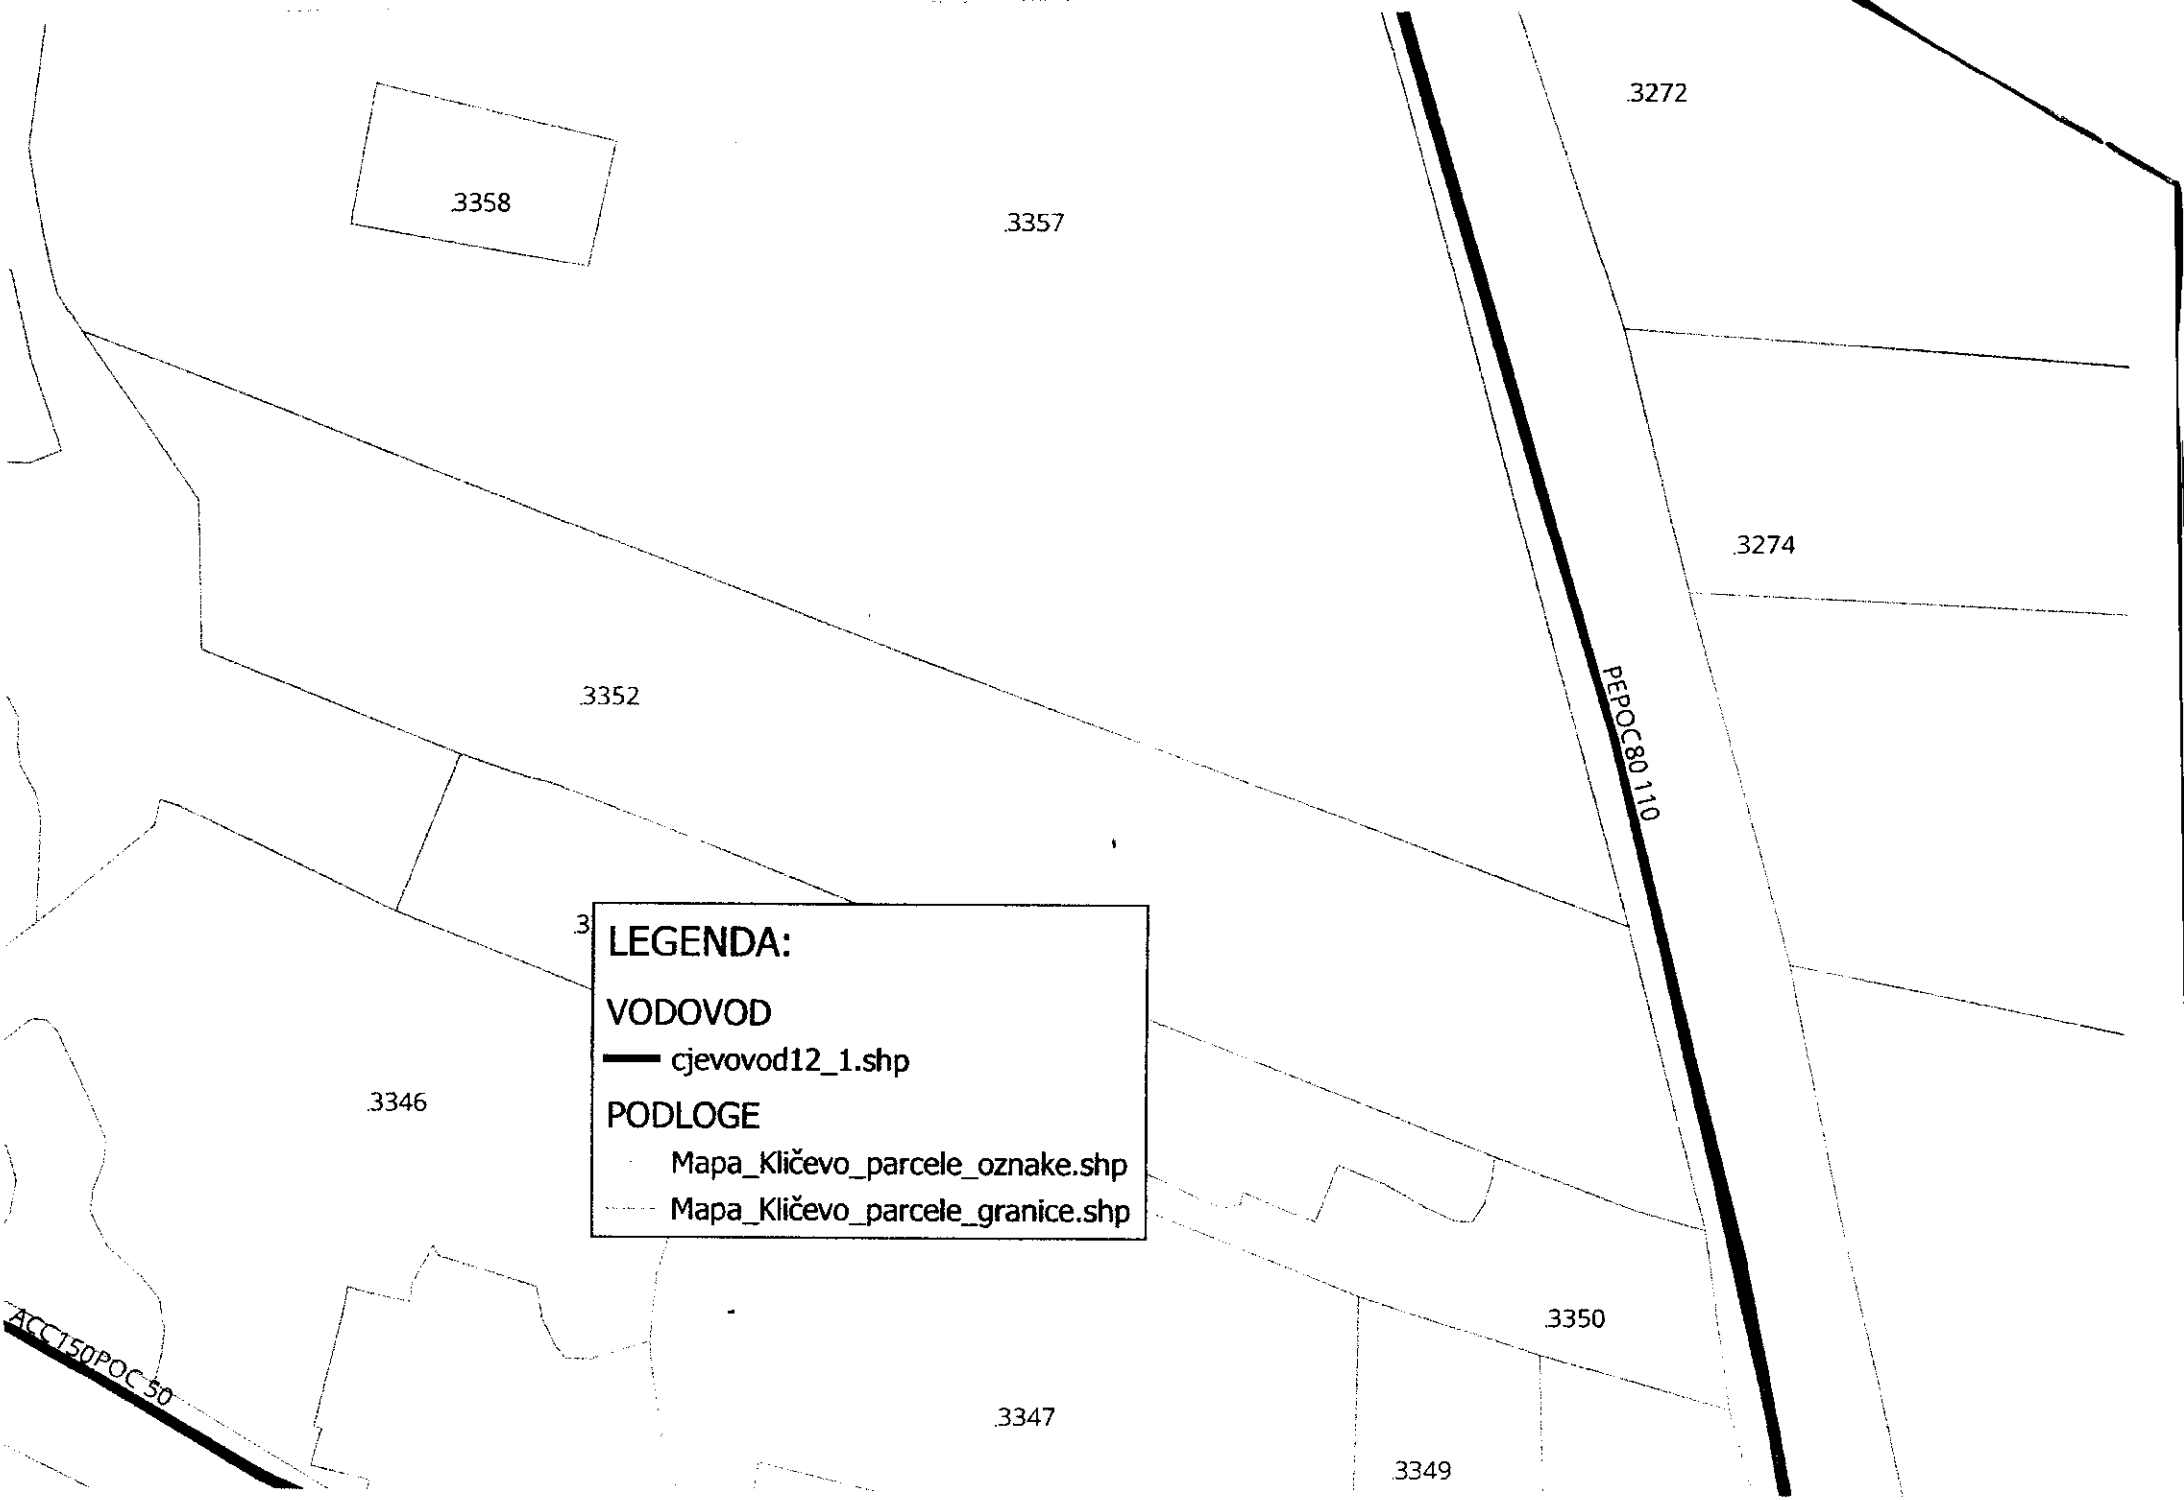 .3272
.3358
.3357
.3274
.3352
PEPOC80 110
.3
LEGENDA:
VODOVOD
cjevovod12_1.shp
PODLOGE
Mapa_Kličevo_parcele_oznake.shp
Mapa_Kličevo_parcele_granice.shp
.3346
.3350
ACC150POC 50
.3347
.3349